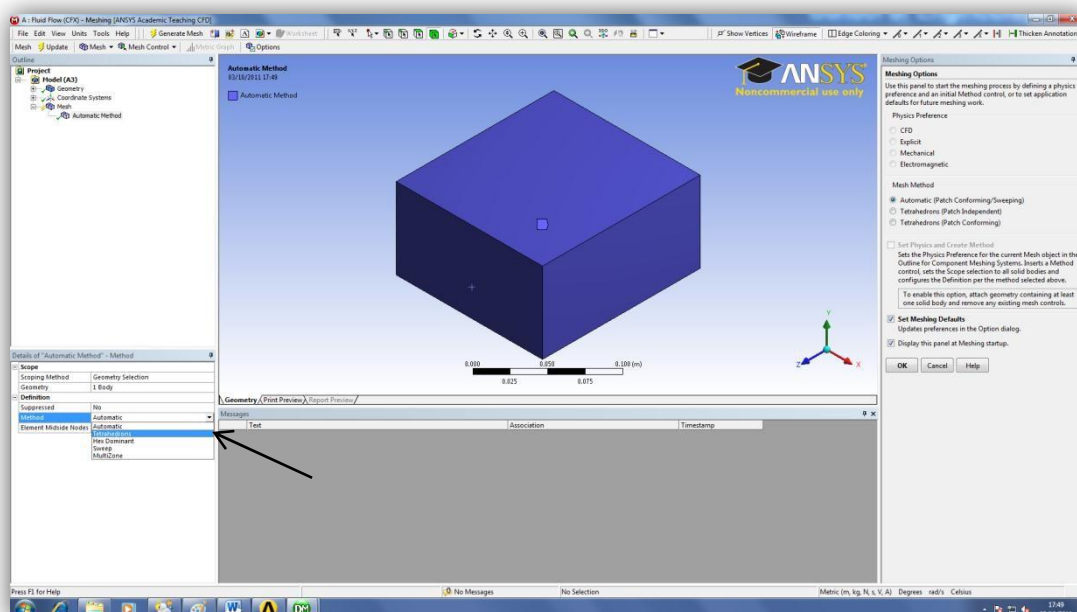 A : Fluid Flow (CFX) - Meshing [ANSYS Academic Teaching CFD]
File Edit View Units Tools Help Generate Mesh Worksheet Show Vertices Wireframe Edge Coloring Thicken Annotation
Mesh Update Mesh Mesh Control Metric Graph Options
Outline
Project
Model (A3)
Geometry
Coordinate Systems
Mesh
Automatic Method
Automatic Method
03/10/2011 17:49
Automatic Method
ANSYS
Noncommercial use only
Y
Z
X
0.000 0.050 0.100 (m)
0.025 0.075
Geometry Print Preview Report Preview
Messages
Text Association Timestamp
Details of "Automatic Method" - Method
Scope
Scoping Method Geometry Selection
Geometry 1 Body
Definition
Suppressed No
Method Automatic
Element Midside Nodes Automatic
Tetrahedrons
Hex Dominant
Sweep
MultiZone
Meshing Options
Meshing Options
Use this panel to start the meshing process by defining a physics
preference and an initial Method control, or to set application
defaults for future meshing work.
Physics Preference
CFD
Explicit
Mechanical
Electromagnetic
Mesh Method
Automatic (Patch Conforming/Sweeping)
Tetrahedrons (Patch Independent)
Tetrahedrons (Patch Conforming)
Set Physics and Create Method
Sets the Physics Preference for the current Mesh object in the
Outline for Component Meshing Systems. Inserts a Method
control, sets the Scope selection to all solid bodies and
configures the Definition per the method selected above.
To enable this option, attach geometry containing at least
one solid body and remove any existing mesh controls.
Set Meshing Defaults
Updates preferences in the Option dialog.
Display this panel at Meshing startup.
OK Cancel Help
Press F1 for Help No Messages No Selection Metric (m, kg, N, s, V, A) Degrees rad/s Celsius
W DM 17:49